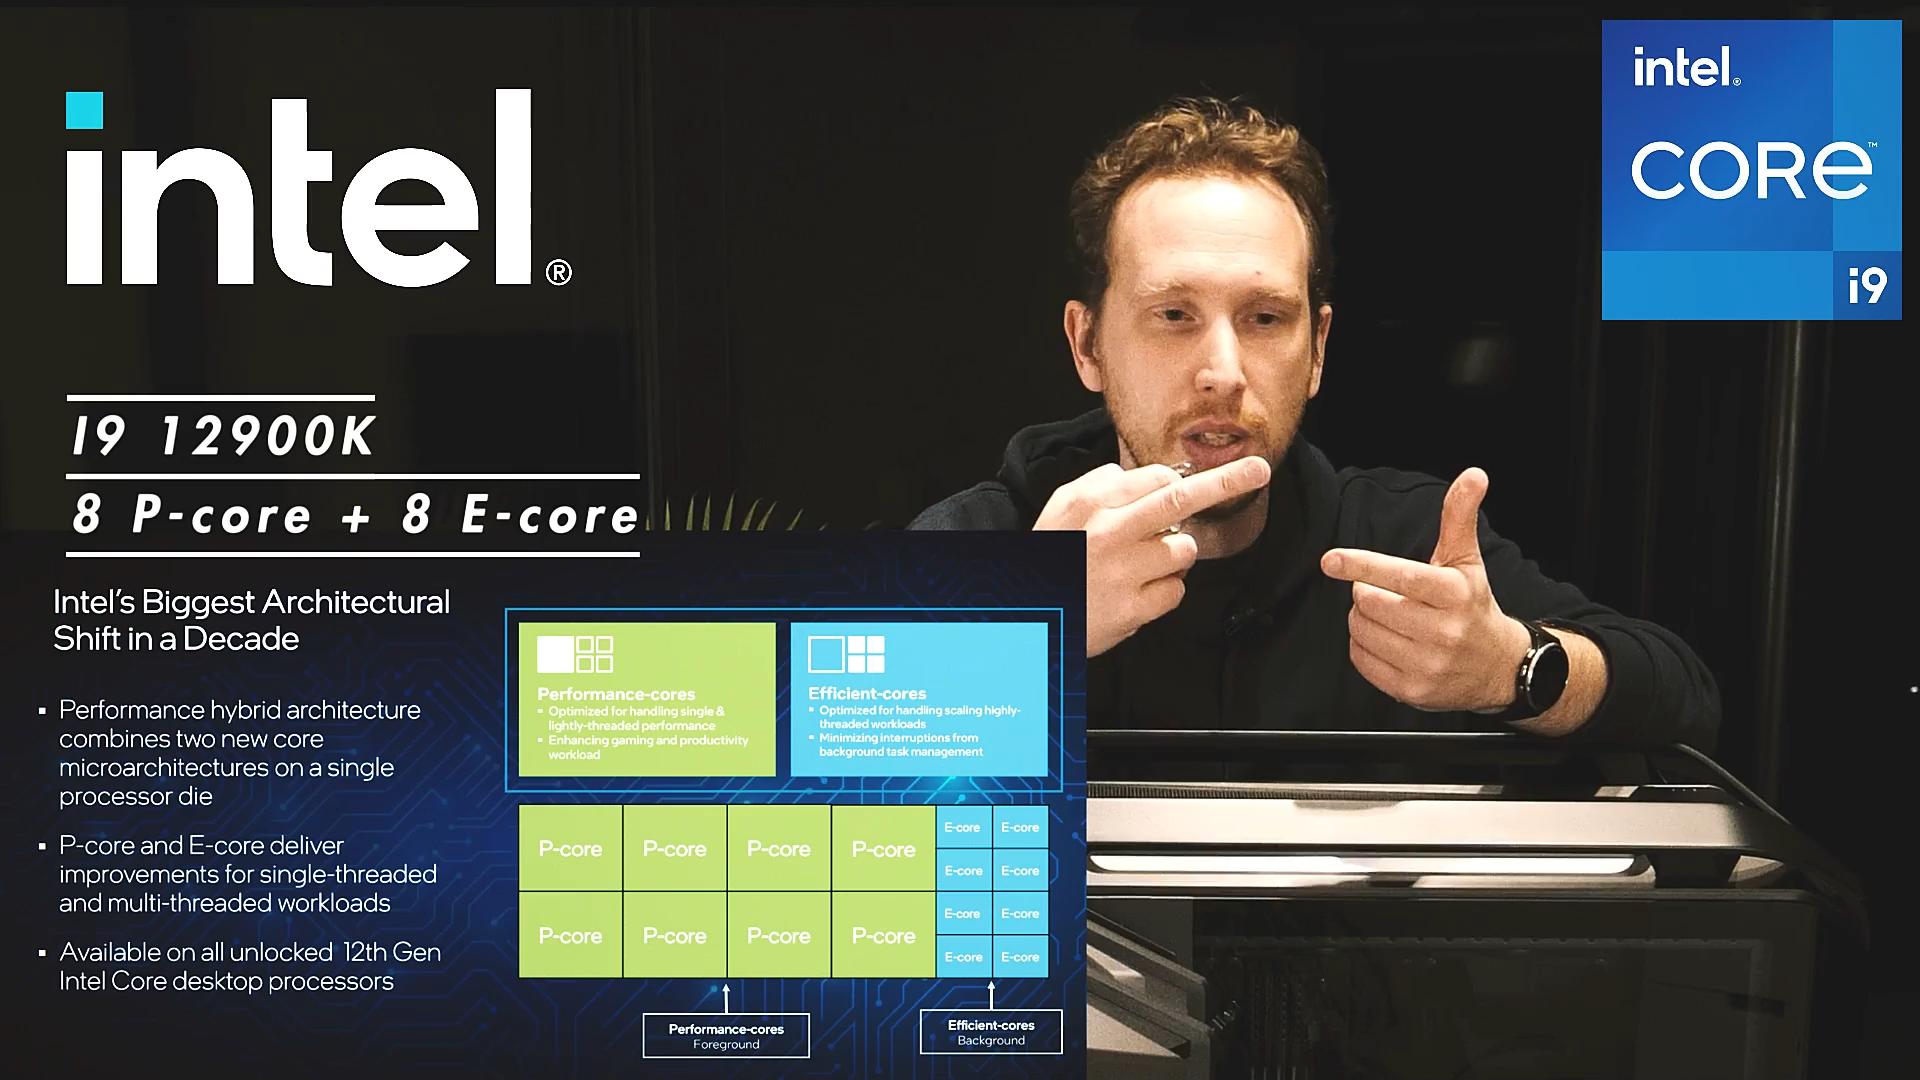 intel®
intel®
CORE™
i9
I9 12900K
8 P-core + 8 E-core
Intel's Biggest Architectural
Shift in a Decade
▪ Performance hybrid architecture
combines two new core
microarchitectures on a single
processor die
▪ P-core and E-core deliver
improvements for single-threaded
and multi-threaded workloads
▪ Available on all unlocked 12th Gen
Intel Core desktop processors
Performance-cores
▪ Optimized for handling single &
lightly-threaded performance
▪ Enhancing gaming and productivity
workload
Efficient-cores
▪ Optimized for handling scaling highly-
threaded workloads
▪ Minimizing interruptions from
background task management
P-core P-core P-core P-core E-core E-core
E-core E-core
P-core P-core P-core P-core E-core E-core
E-core E-core
Performance-cores
Foreground
Efficient-cores
Background